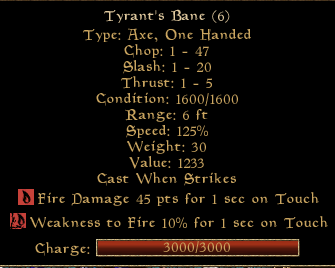 Tyrant's Bane (6)
Type: Axe, One Handed
Chop: 1 - 47
Slash: 1 - 20
Thrust: 1 - 5
Condition: 1600/1600
Range: 6 ft
Speed: 125%
Weight: 30
Value: 1233
Cast When Strikes
Fire Damage 45 pts for 1 sec on Touch
Weakness to Fire 10% for 1 sec on Touch
Charge: 3000/3000